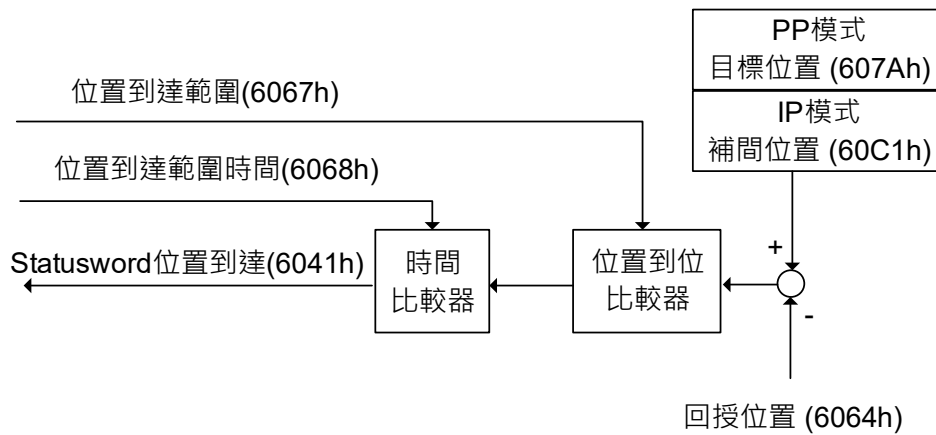 PP模式
目標位置 (607Ah)
位置到達範圍(6067h)
IP模式
補間位置 (60C1h)
位置到達範圍時間(6068h)
Statusword位置到達(6041h)
時間
比較器
位置到位
比較器
+
-
回授位置 (6064h)